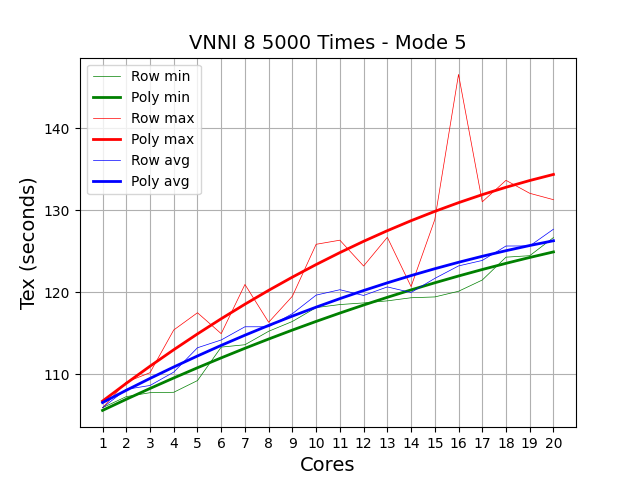 VNNI 8 5000 Times - Mode 5
Row min
Poly min
Row max
Poly max
Row avg
Poly avg
Tex (seconds)
140
130
120
110
1 2 3 4 5 6 7 8 9 10 11 12 13 14 15 16 17 18 19 20
Cores